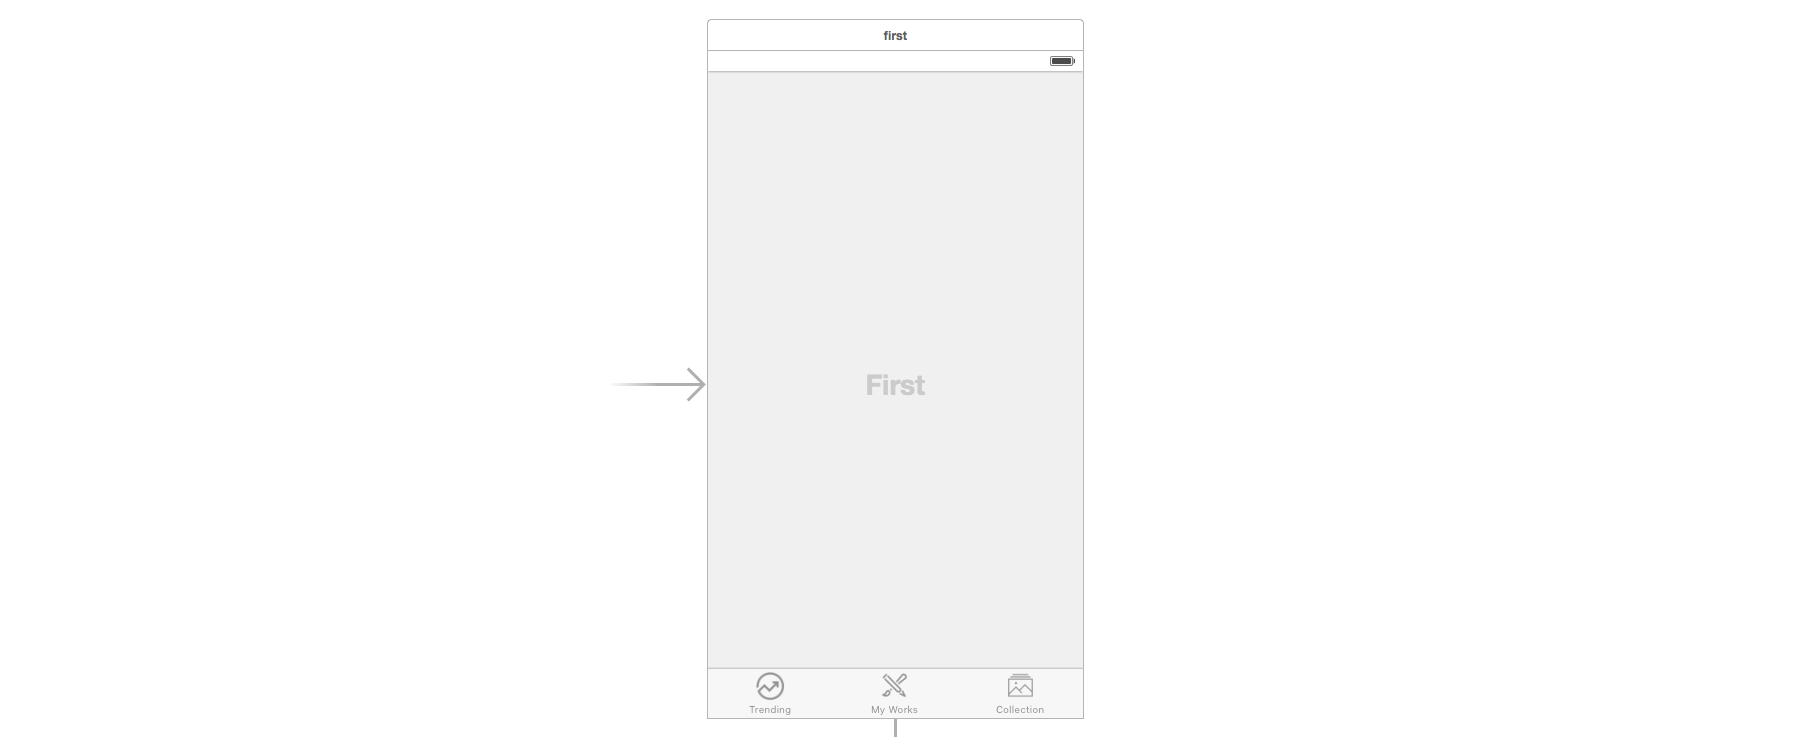 first
First
Trending
My Works
Collection